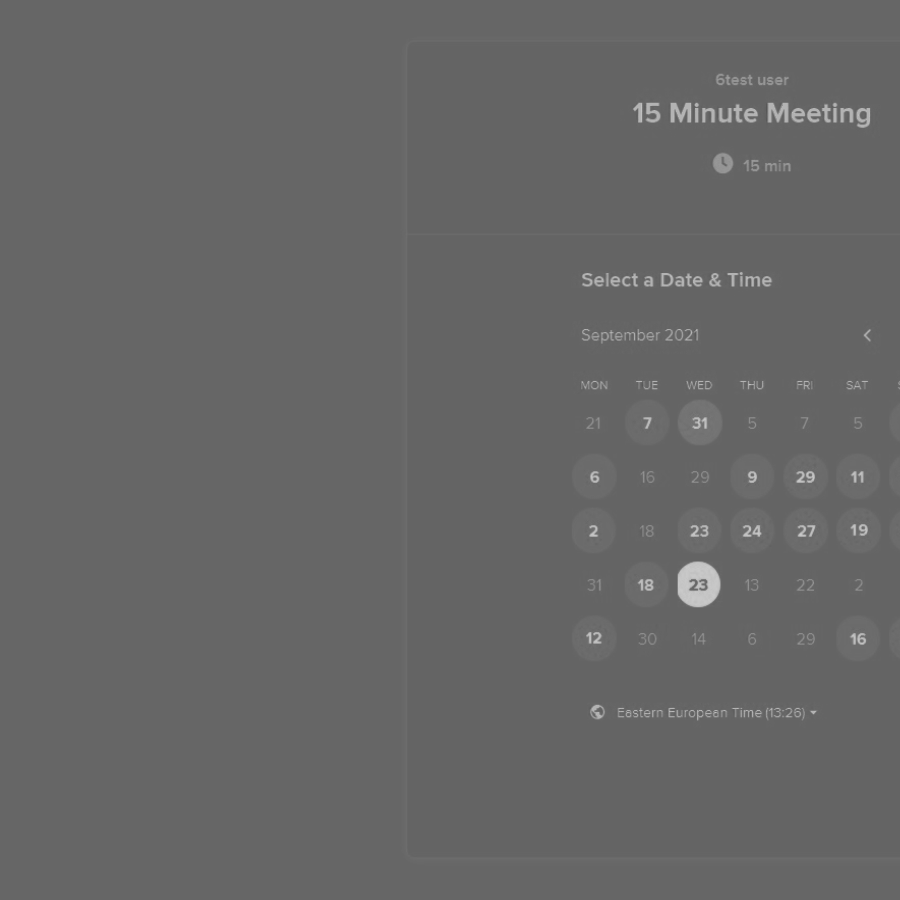 6test user
15 Minute Meeting
15 min
Select a Date & Time
September 2021
MON TUE WED THU FRI SAT
21 7 31 5 7 5
6 16 29 9 29 11
2 18 23 24 27 19
31 18 23 13 22 2
12 30 14 6 29 16
Eastern European Time (13:26)